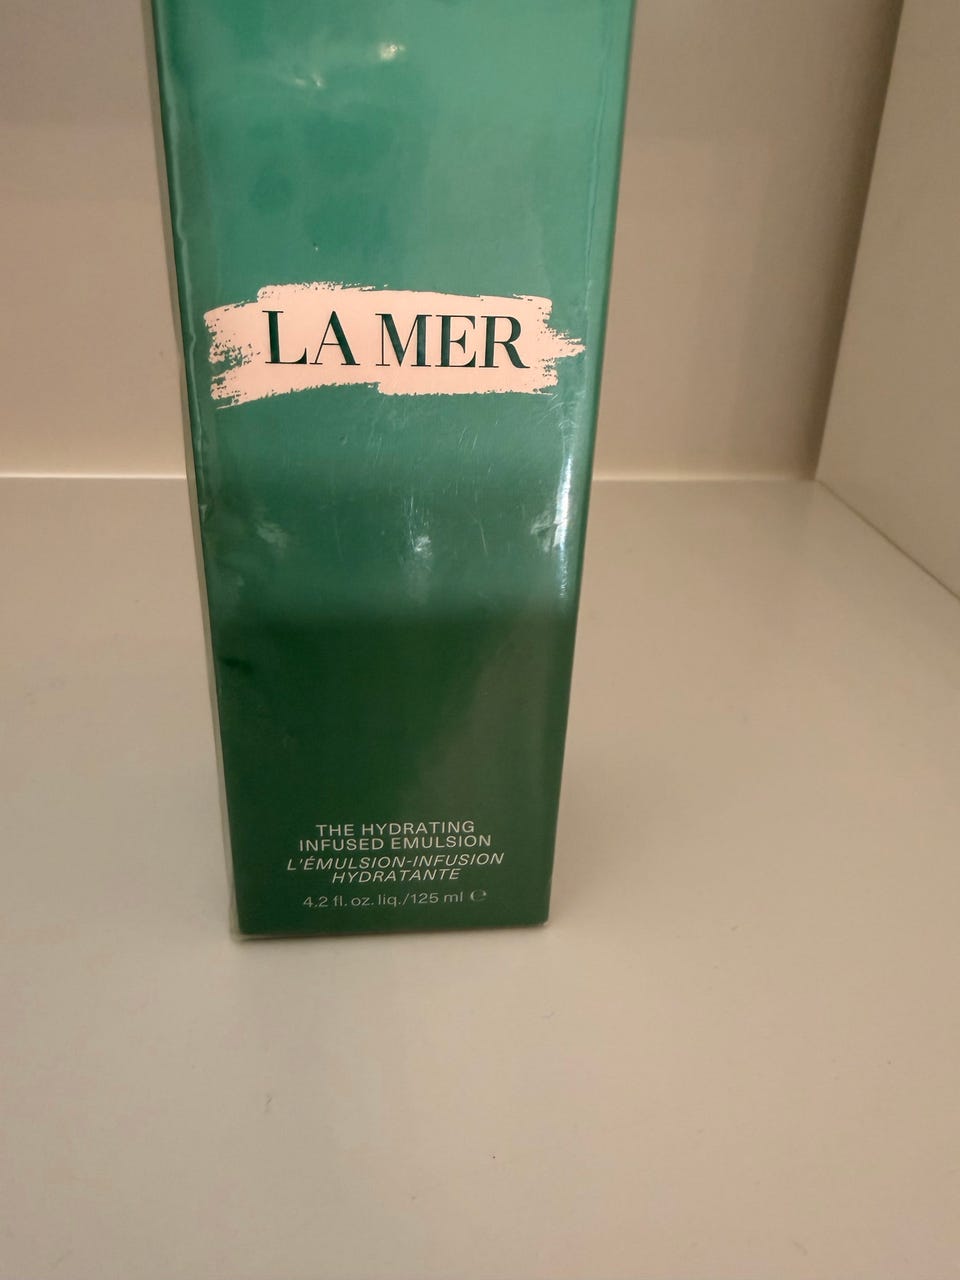 LA MER
THE HYDRATING
INFUSED EMULSION
L'ÉMULSION-INFUSION
HYDRATANTE
4.2 fl. oz. liq./125 ml ℮